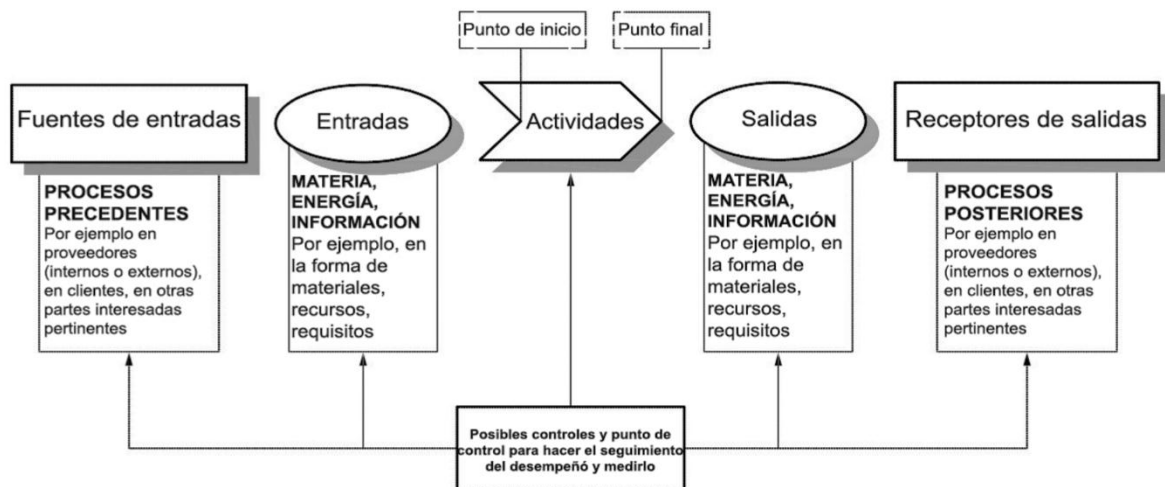 Punto de inicio
Punto final
Fuentes de entradas
Entradas
Actividades
Salidas
Receptores de salidas
PROCESOS
PRECEDENTES
Por ejemplo en
proveedores
(internos o externos),
en clientes, en otras
partes interesadas
pertinentes
MATERIA,
ENERGÍA,
INFORMACIÓN
Por ejemplo, en
la forma de
materiales,
recursos,
requisitos
MATERIA,
ENERGÍA,
INFORMACIÓN
Por ejemplo, en
la forma de
materiales,
recursos,
requisitos
PROCESOS
POSTERIORES
Por ejemplo en
proveedores
(internos o externos),
en clientes, en otras
partes interesadas
pertinentes
Posibles controles y punto de
control para hacer el seguimiento
del desempeñó y medirlo